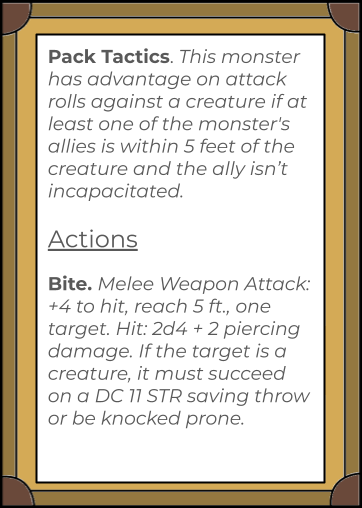 Pack Tactics. This monster
has advantage on attack
rolls against a creature if at
least one of the monster's
allies is within 5 feet of the
creature and the ally isn’t
incapacitated.
Actions
Bite. Melee Weapon Attack:
+4 to hit, reach 5 ft., one
target. Hit: 2d4 + 2 piercing
damage. If the target is a
creature, it must succeed
on a DC 11 STR saving throw
or be knocked prone.